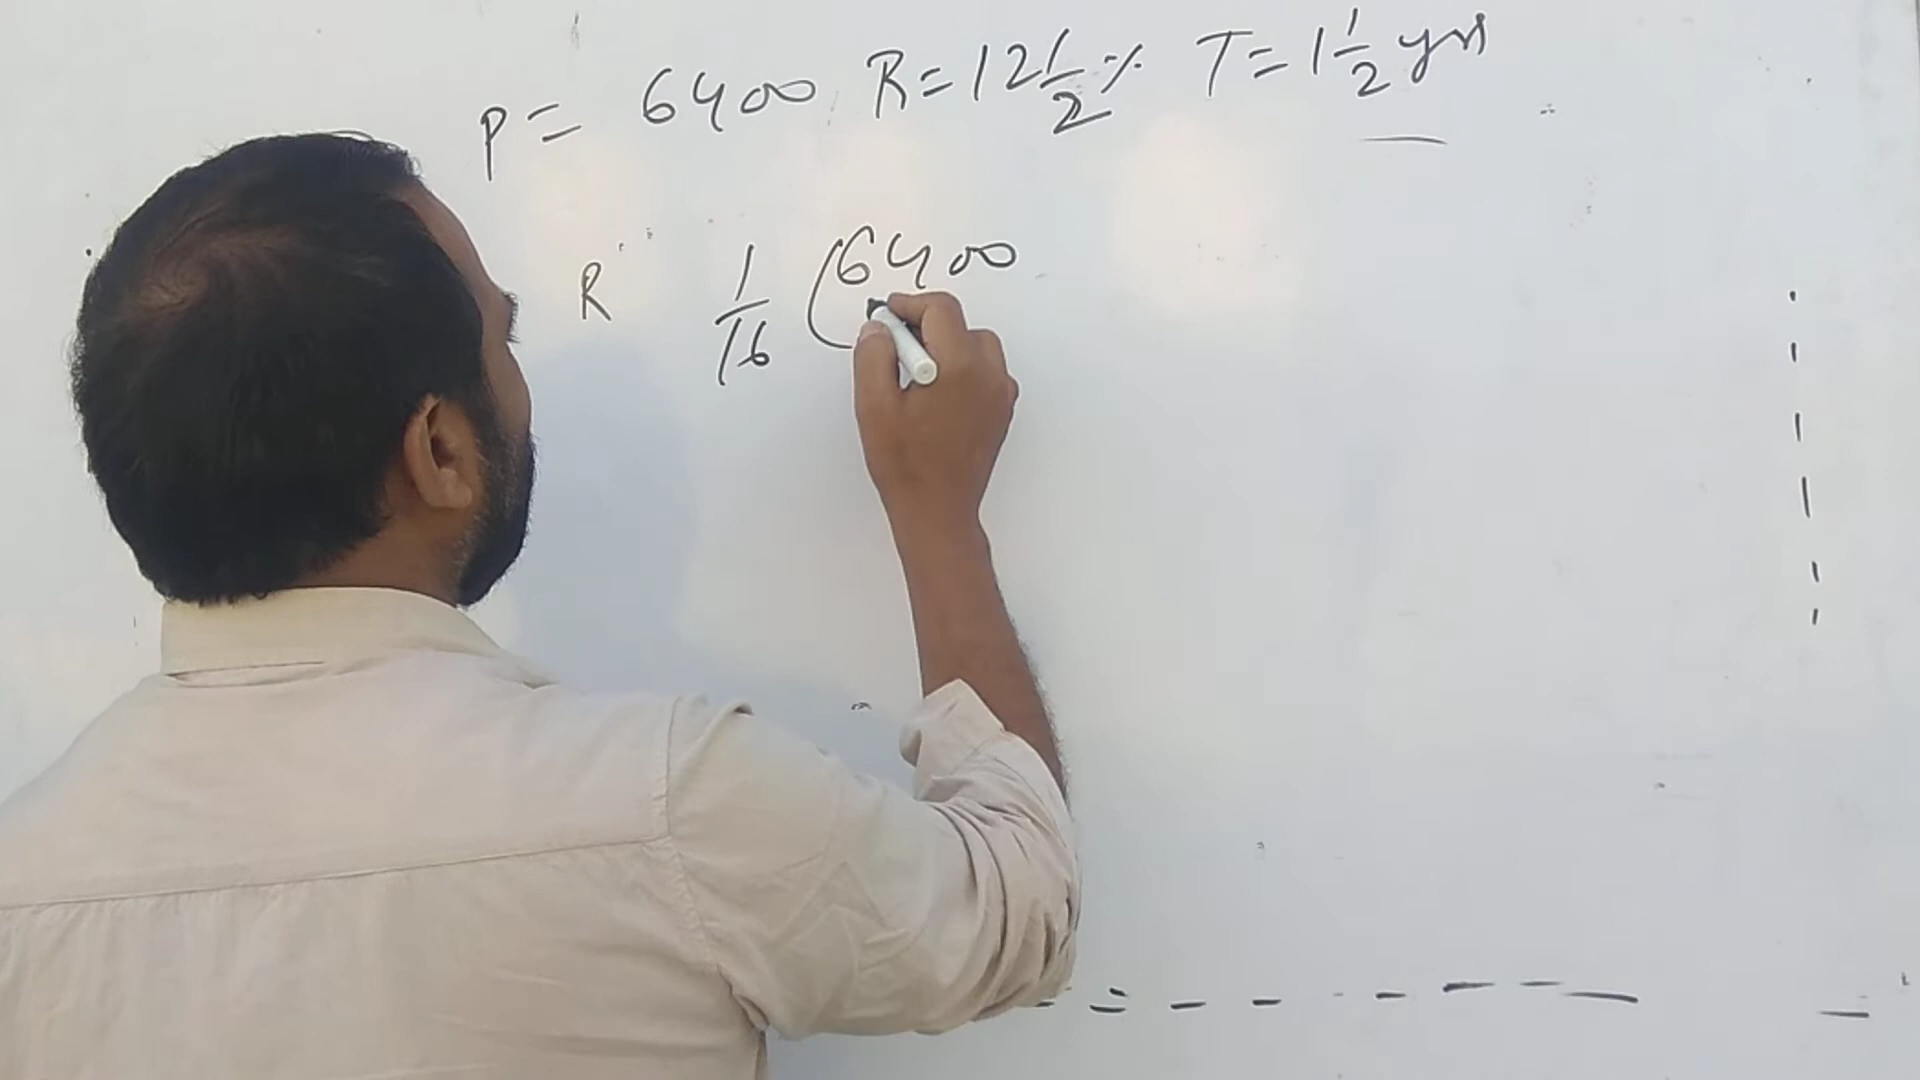 P = 6400 R = 12 1/2 % T = 1 1/2 yrs
R 1/16 (6400